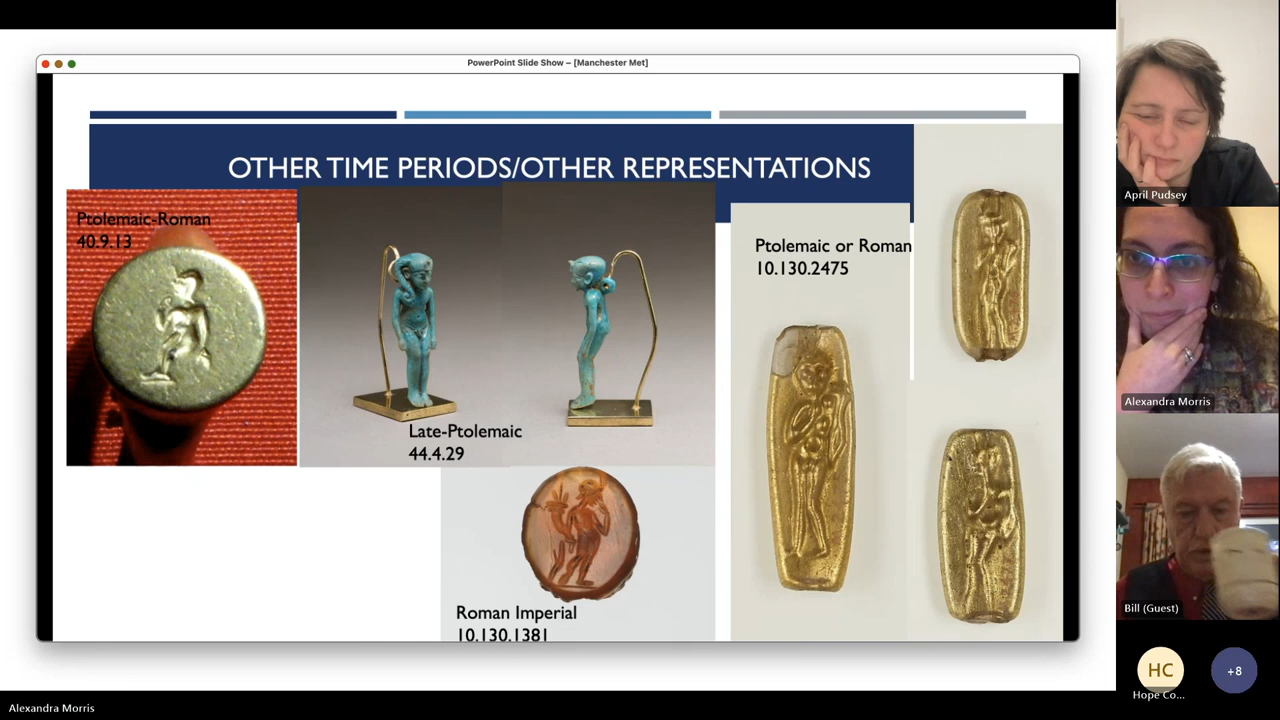 PowerPoint Slide Show – [Manchester Met]
OTHER TIME PERIODS/OTHER REPRESENTATIONS
Ptolemaic-Roman
40.9.13
Late-Ptolemaic
44.4.29
Roman Imperial
10.130.1381
Ptolemaic or Roman
10.130.2475
April Pudsey
Alexandra Morris
Bill (Guest)
HC
Hope Co...
+8
Alexandra Morris